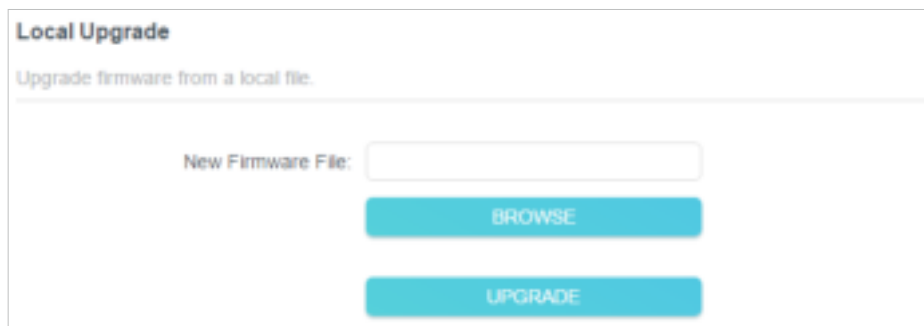 Local Upgrade
Upgrade firmware from a local file.
New Firmware File:
BROWSE
UPGRADE